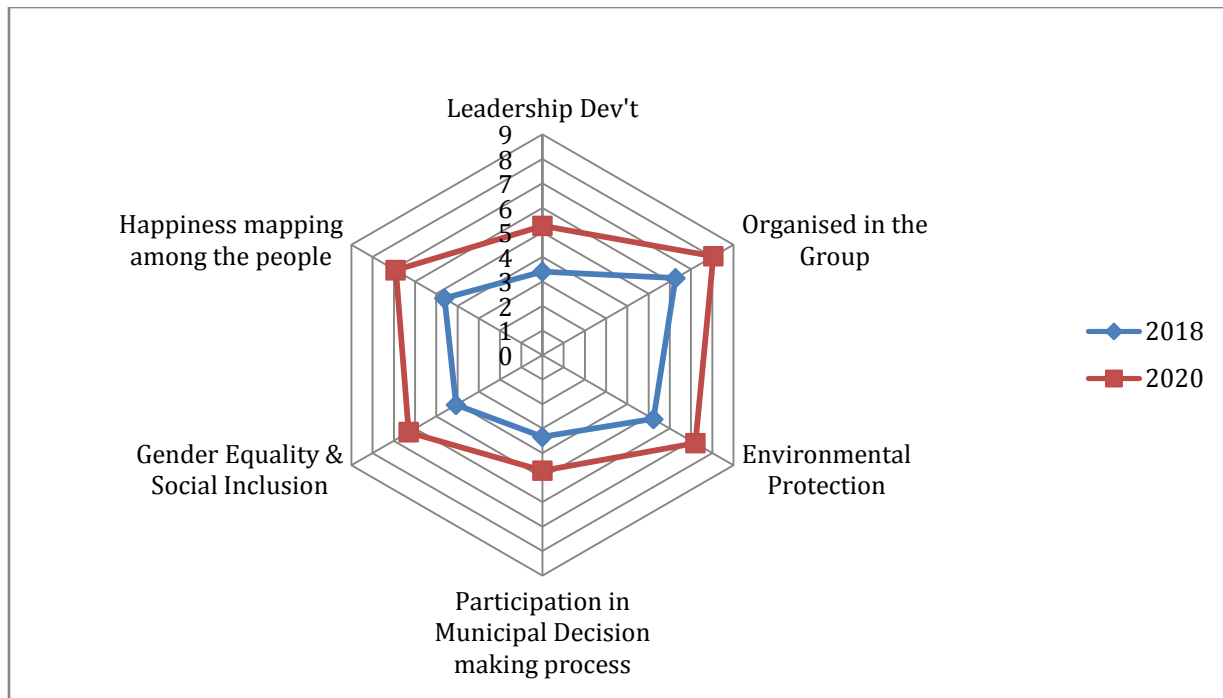 Leadership Dev't
9
8
7
6
5
4
3
2
1
0
Organised in the
Group
Environmental
Protection
Participation in
Municipal Decision
making process
Gender Equality &
Social Inclusion
Happiness mapping
among the people
2018
2020